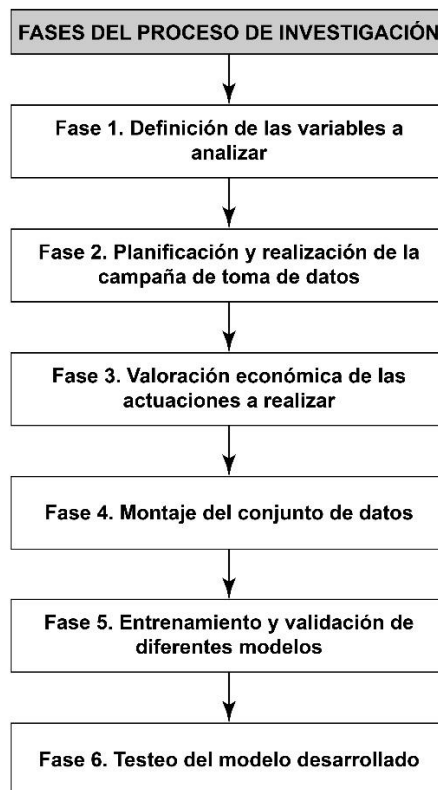 FASES DEL PROCESO DE INVESTIGACIÓN
Fase 1. Definición de las variables a
analizar
Fase 2. Planificación y realización de la
campaña de toma de datos
Fase 3. Valoración económica de las
actuaciones a realizar
Fase 4. Montaje del conjunto de datos
Fase 5. Entrenamiento y validación de
diferentes modelos
Fase 6. Testeo del modelo desarrollado